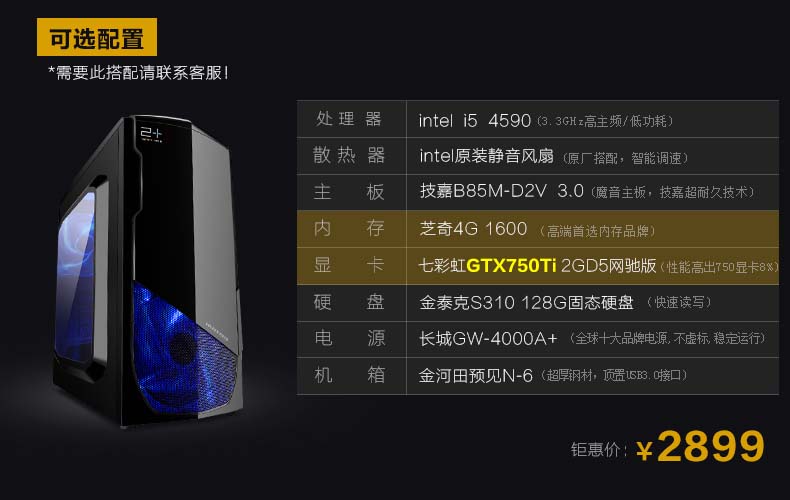 可选配置
*需要此搭配请联系客服!
2+
处理器 intel i5 4590(3.3GHz高主频/低功耗)
散热器 intel原装静音风扇(原厂搭配,智能调速)
主板 技嘉B85M-D2V 3.0(魔音主板,技嘉超耐久技术)
内存 芝奇4G 1600(高端首选内存品牌)
显卡 七彩虹GTX750Ti 2GD5网驰版(性能高出750显卡8%)
硬盘 金泰克S310 128G固态硬盘(快速读写)
电源 长城GW-4000A+(全球十大品牌电源,不虚标,稳定运行)
机箱 金河田预见N-6(超厚钢材,顶置USB3.0接口)
钜惠价:¥2899